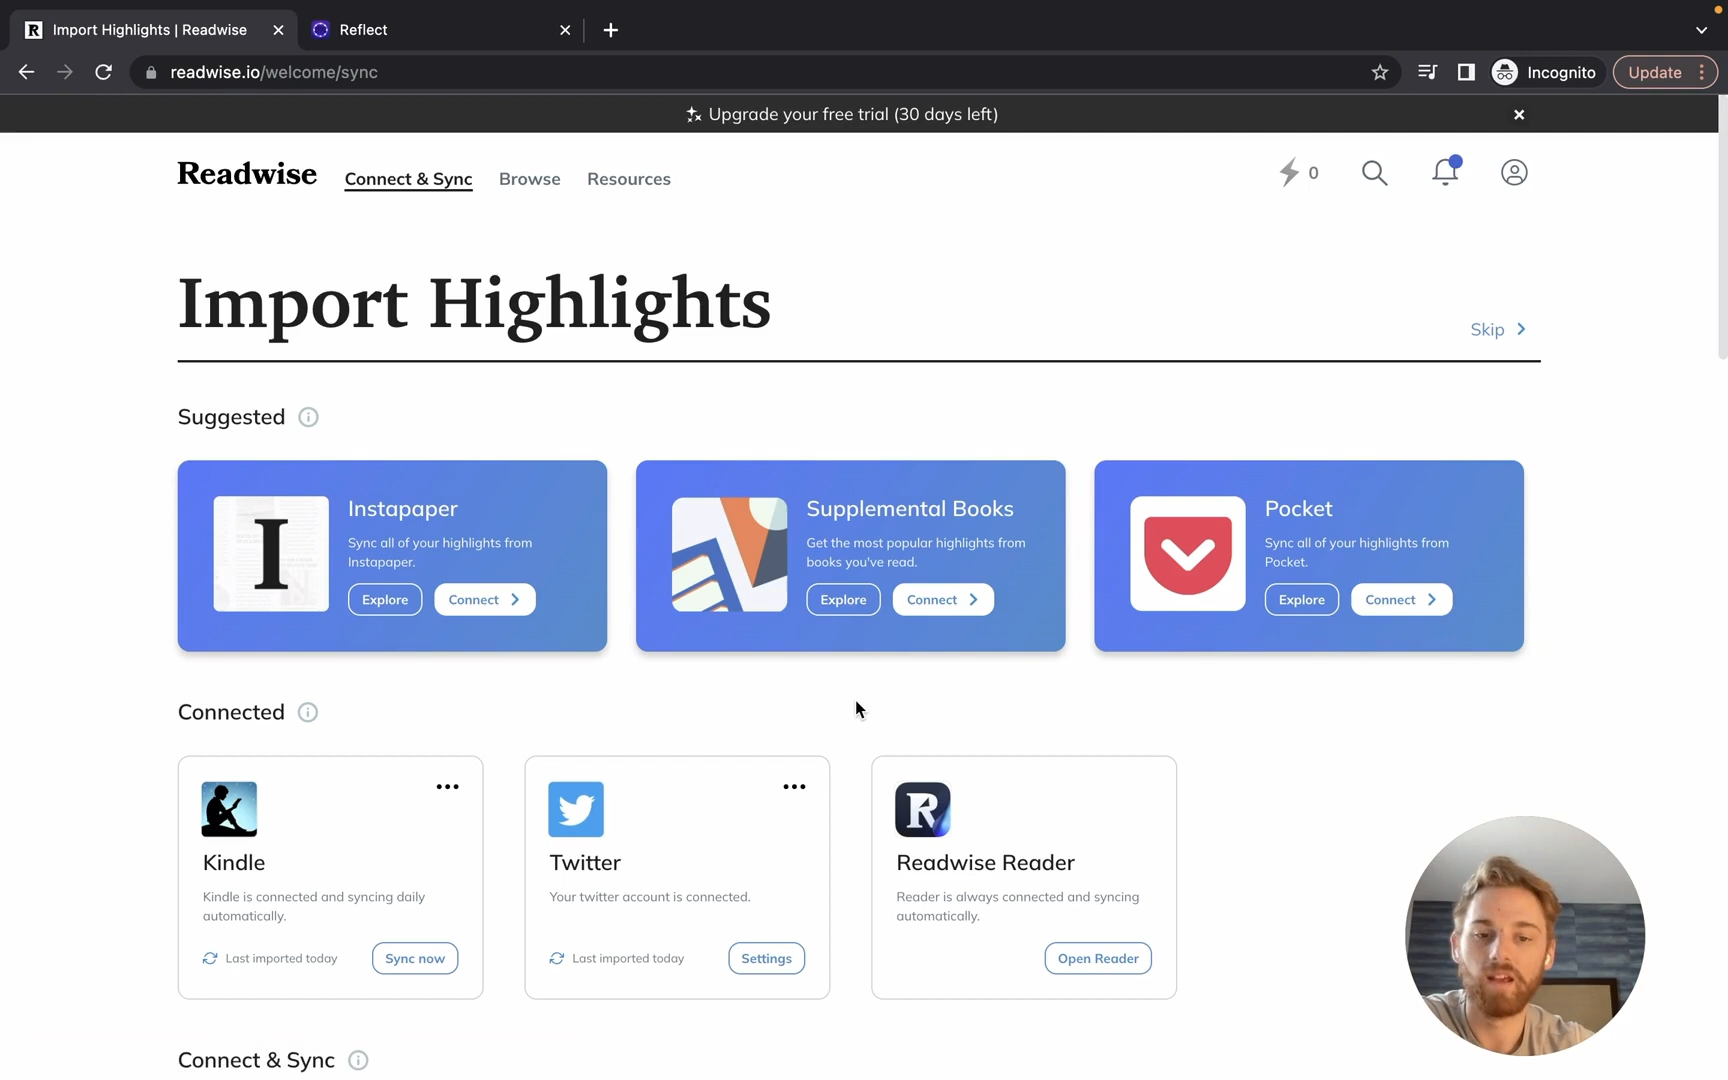 Import Highlights | Readwise
Reflect
readwise.io/welcome/sync
Incognito
Update
Upgrade your free trial (30 days left)
Readwise
Connect & Sync
Browse
Resources
0
Import Highlights
Skip
Suggested
Instapaper
Sync all of your highlights from
Instapaper.
Explore
Connect
Supplemental Books
Get the most popular highlights from
books you've read.
Explore
Connect
Pocket
Sync all of your highlights from
Pocket.
Explore
Connect
Connected
Kindle
Kindle is connected and syncing daily
automatically.
Last imported today
Sync now
Twitter
Your twitter account is connected.
Last imported today
Settings
Readwise Reader
Reader is always connected and syncing
automatically.
Open Reader
Connect & Sync